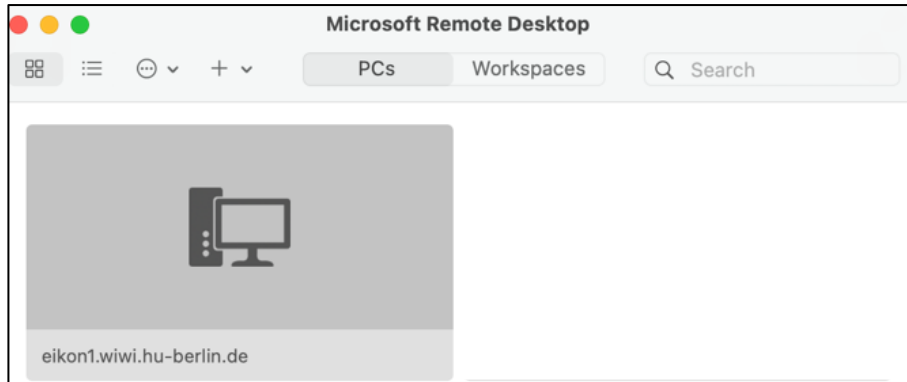 Microsoft Remote Desktop
PCs Workspaces Search
eikon1.wiwi.hu-berlin.de